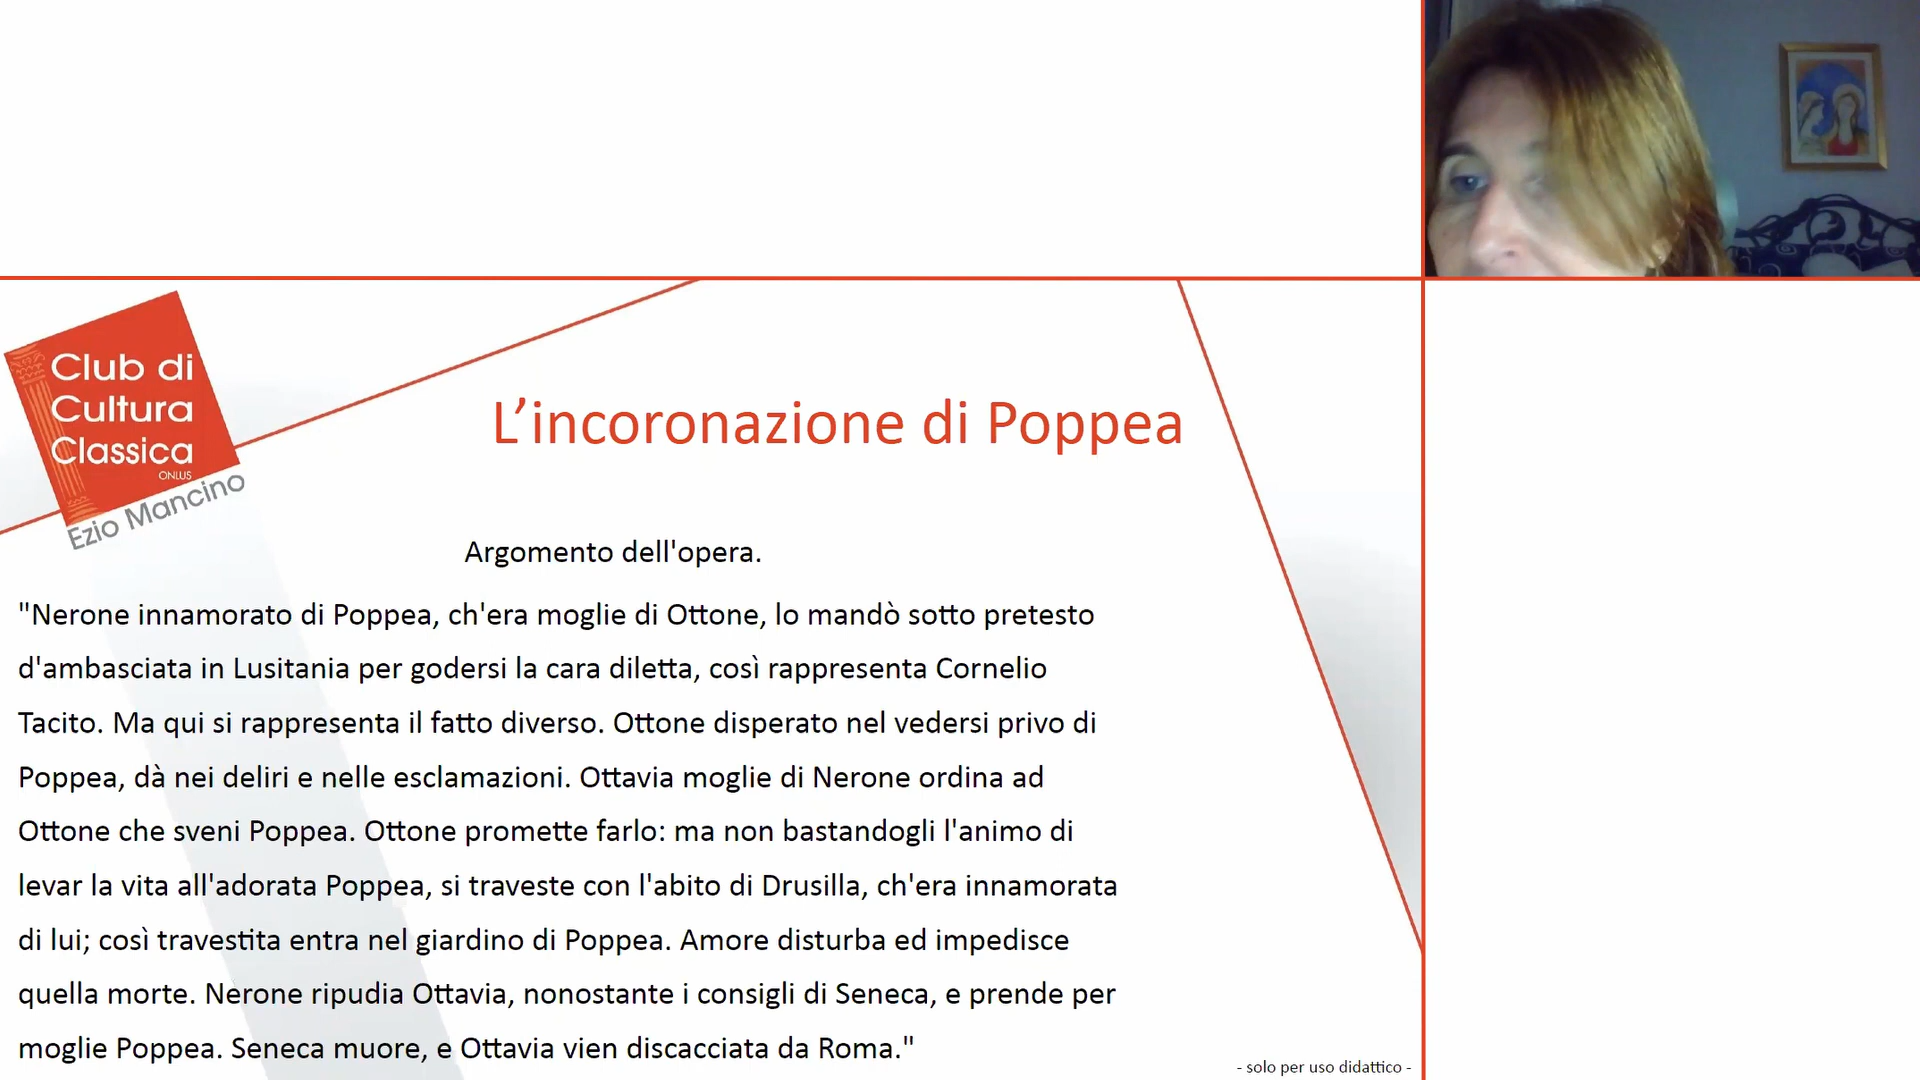 Club di
Cultura
Classica
ONLUS
Ezio Mancino
L’incoronazione di Poppea
Argomento dell'opera.
"Nerone innamorato di Poppea, ch'era moglie di Ottone, lo mandò sotto pretesto
d'ambasciata in Lusitania per godersi la cara diletta, così rappresenta Cornelio
Tacito. Ma qui si rappresenta il fatto diverso. Ottone disperato nel vedersi privo di
Poppea, dà nei deliri e nelle esclamazioni. Ottavia moglie di Nerone ordina ad
Ottone che sveni Poppea. Ottone promette farlo: ma non bastandogli l'animo di
levar la vita all'adorata Poppea, si traveste con l'abito di Drusilla, ch'era innamorata
di lui; così travestita entra nel giardino di Poppea. Amore disturba ed impedisce
quella morte. Nerone ripudia Ottavia, nonostante i consigli di Seneca, e prende per
moglie Poppea. Seneca muore, e Ottavia vien discacciata da Roma."
- solo per uso didattico -